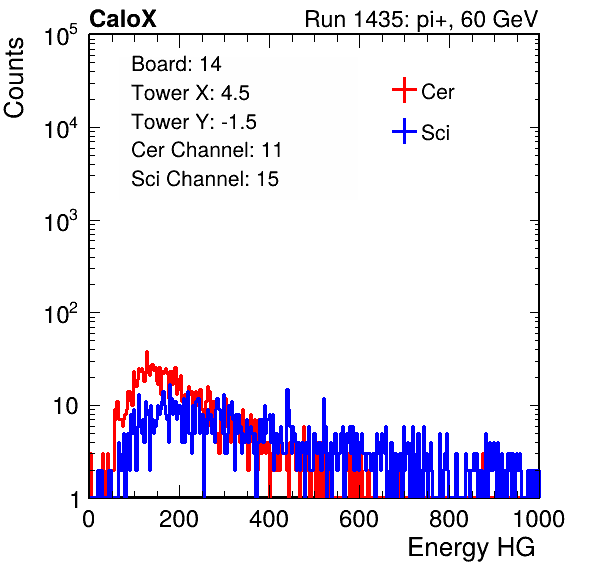 CaloX Run 1435: pi+, 60 GeV
Counts
10^5
10^4
10^3
10^2
10
1
Board: 14
Tower X: 4.5
Tower Y: -1.5
Cer Channel: 11
Sci Channel: 15
Cer
Sci
0 200 400 600 800 1000
Energy HG